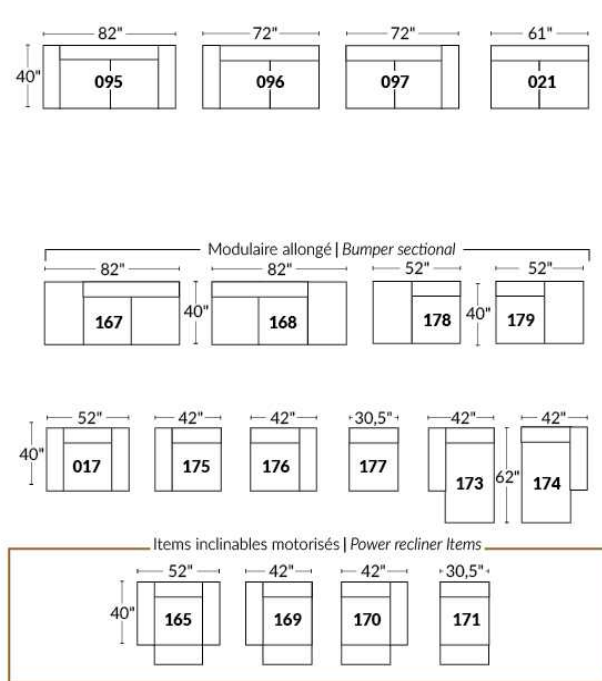 82" 72" 72" 61"
40" 095 096 097 021
Modulaire allongé | Bumper sectional
82" 82" 52" 52"
167 40" 168 178 40" 179
52" 42" 42" 30,5" 42" 42"
40" 017 175 176 177 173 62" 174
Items inclinables motorisés | Power recliner Items
52" 42" 42" 30,5"
40" 165 169 170 171